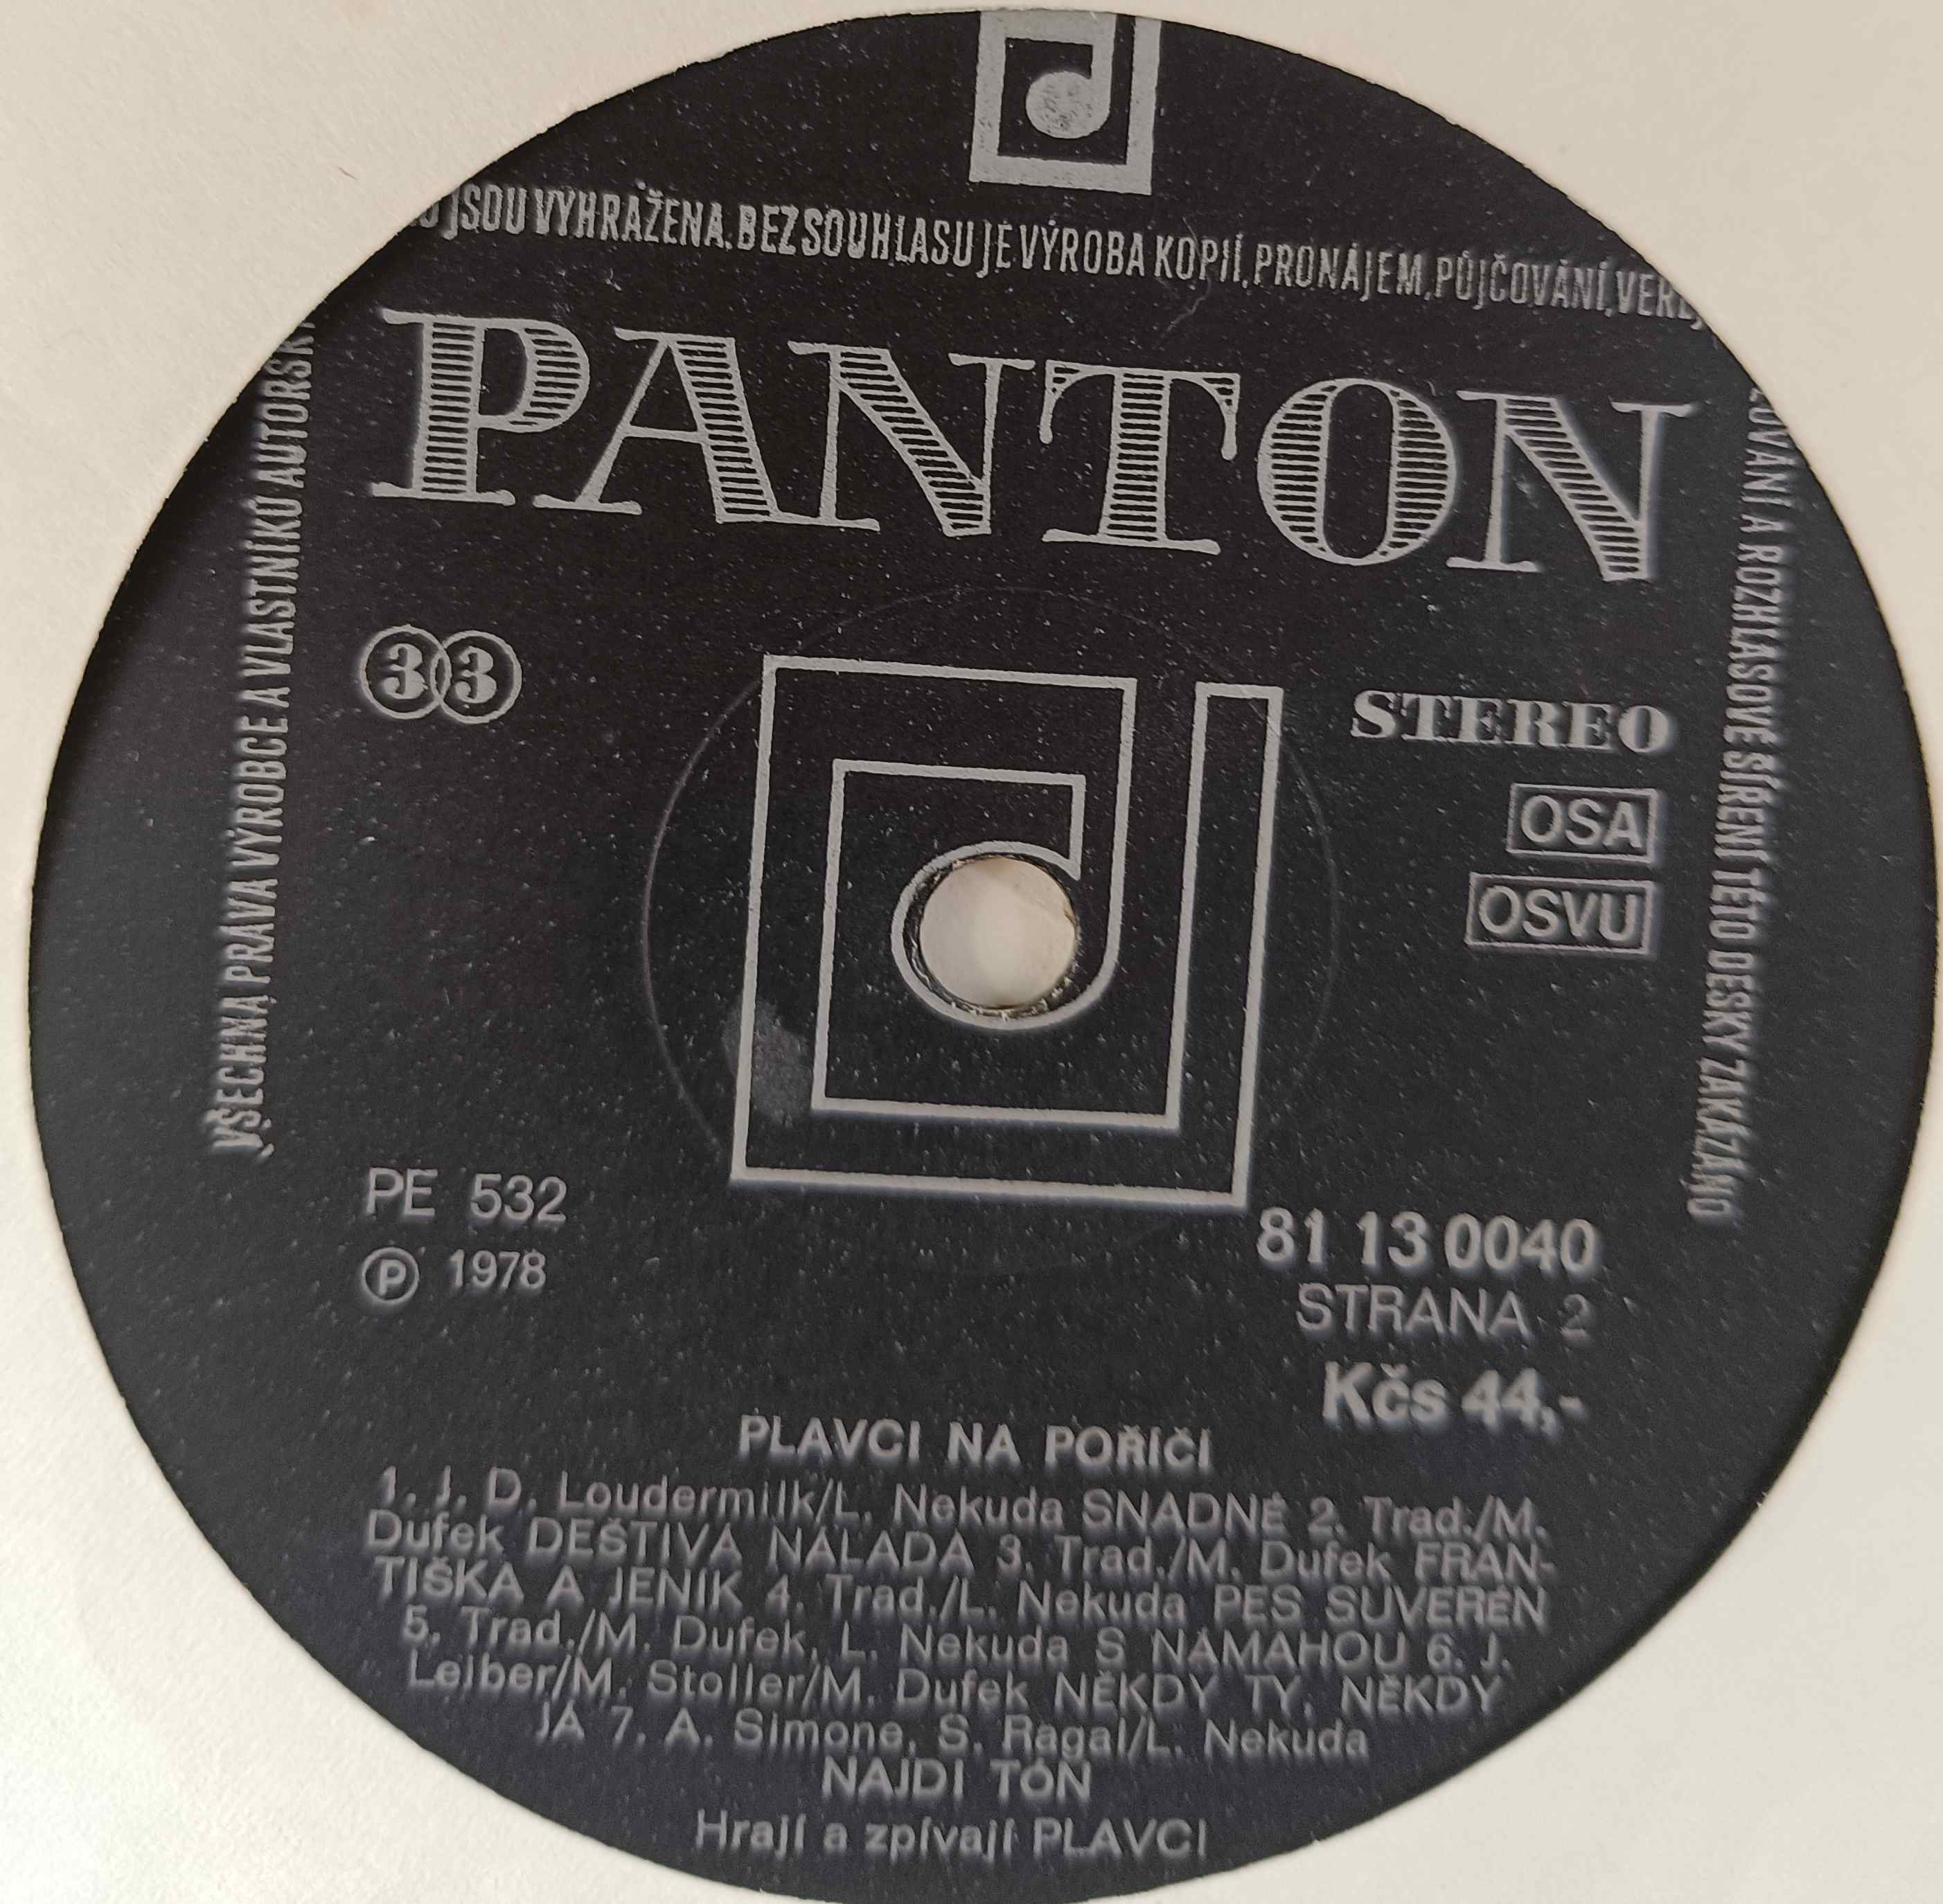 JSOU VYHRAŽENA. BEZ SOUHLASU JE VÝROBA KOPIÍ, PRONÁJEM, PŮJČOVÁNÍ, VEŘEJ
VŠECHNA PRÁVA VÝROBCE A VLASTNÍKŮ AUTORSK
PANTON
33
STEREO
OSA
OSVU
A ROZHLASOVÉ ŠÍŘENÍ TÉTO DESKY ZAKÁZÁNO
PE 532
81 13 0040
Ⓟ 1978
STRANA 2
Kčs 44,-
PLAVCI NA POŘÍČÍ
1. J. D. Loudermilk/L. Nekuda SNADNÉ 2. Trad./M.
Dufek DEŠTIVÁ NÁLADA 3. Trad./M. Dufek FRAN-
TIŠKA A JENÍK 4. Trad./L. Nekuda PES SUVERÉN
5. Trad./M. Dufek, L. Nekuda S NÁMAHOU 6. J.
Leiber/M. Stoller/M. Dufek NĚKDY TY, NĚKDY
JÁ 7. A. Simone, S. Ragal/L. Nekuda
NAJDI TÓN
Hrají a zpívají PLAVCI